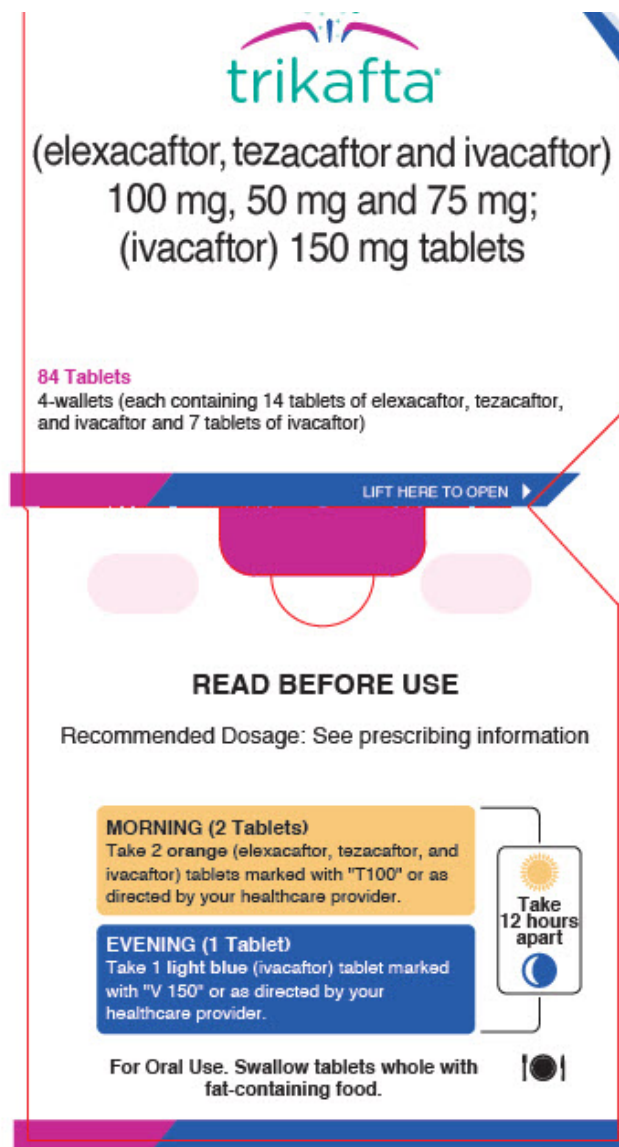 trikafta®
(elexacaftor, tezacaftor and ivacaftor)
100 mg, 50 mg and 75 mg;
(ivacaftor) 150 mg tablets
84 Tablets
4-wallets (each containing 14 tablets of elexacaftor, tezacaftor,
and ivacaftor and 7 tablets of ivacaftor)
LIFT HERE TO OPEN
READ BEFORE USE
Recommended Dosage: See prescribing information
MORNING (2 Tablets)
Take 2 orange (elexacaftor, tezacaftor, and
ivacaftor) tablets marked with "T100" or as
directed by your healthcare provider.
EVENING (1 Tablet)
Take 1 light blue (ivacaftor) tablet marked
with "V 150" or as directed by your
healthcare provider.
Take
12 hours
apart
For Oral Use. Swallow tablets whole with
fat-containing food.